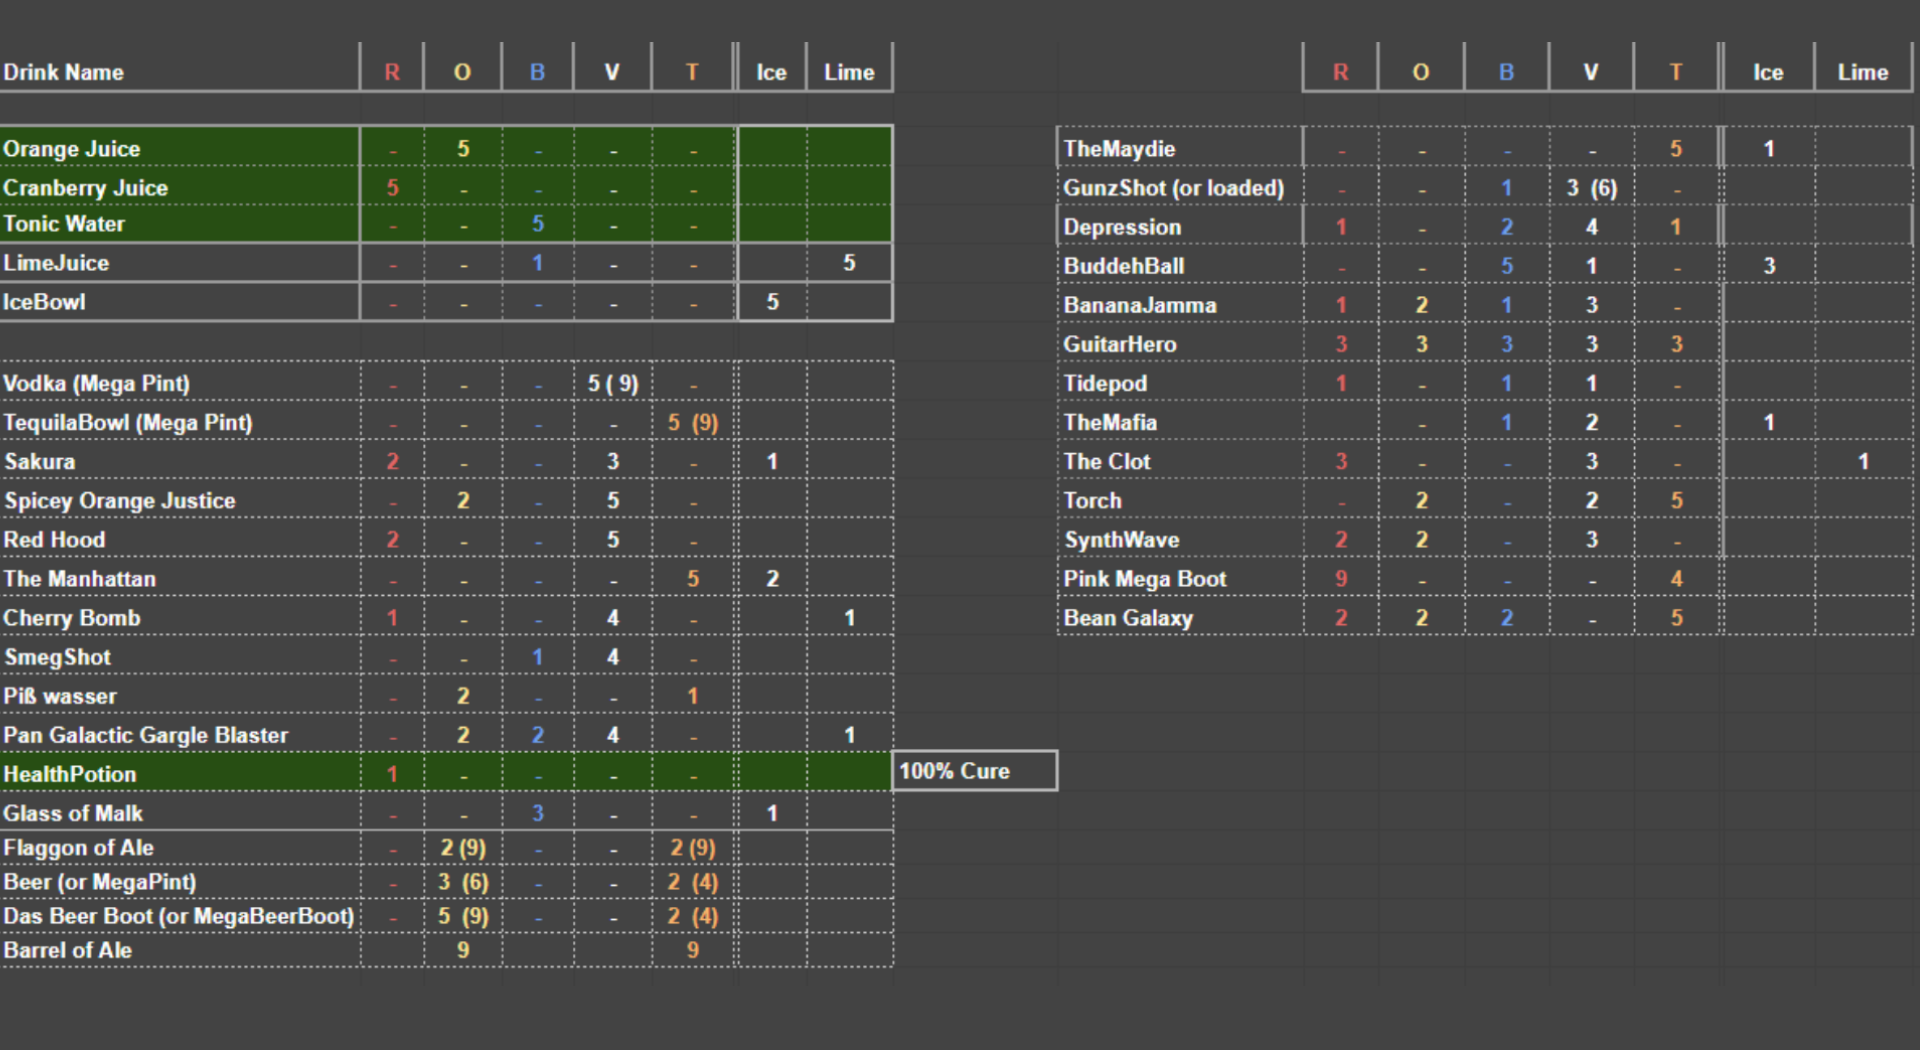 Drink Name R O B V T Ice Lime
Orange Juice - 5 - - -
Cranberry Juice 5 - - - -
Tonic Water - - 5 - -
LimeJuice - - 1 - - 5
IceBowl - - - - - 5
Vodka (Mega Pint) - - - 5 ( 9) -
TequilaBowl (Mega Pint) - - - - 5 (9)
Sakura 2 - - 3 - 1
Spicey Orange Justice - 2 - 5 -
Red Hood 2 - - 5 -
The Manhattan - - - - 5 2
Cherry Bomb 1 - - 4 - 1
SmegShot - - 1 4 -
Piß wasser - 2 - - 1
Pan Galactic Gargle Blaster - 2 2 4 - 1
HealthPotion 1 - - - - 100% Cure
Glass of Malk - - 3 - - 1
Flaggon of Ale - 2 (9) - - 2 (9)
Beer (or MegaPint) - 3 (6) - - 2 (4)
Das Beer Boot (or MegaBeerBoot) - 5 (9) - - 2 (4)
Barrel of Ale 9 9
R O B V T Ice Lime
TheMaydie - - - - 5 1
GunzShot (or loaded) - - 1 3 (6) -
Depression 1 - 2 4 1
BuddehBall - - 5 1 - 3
BananaJamma 1 2 1 3 -
GuitarHero 3 3 3 3 3
Tidepod 1 - 1 1 -
TheMafia - 1 2 - 1
The Clot 3 - - 3 - 1
Torch - 2 - 2 5
SynthWave 2 2 - 3 -
Pink Mega Boot 9 - - - 4
Bean Galaxy 2 2 2 - 5